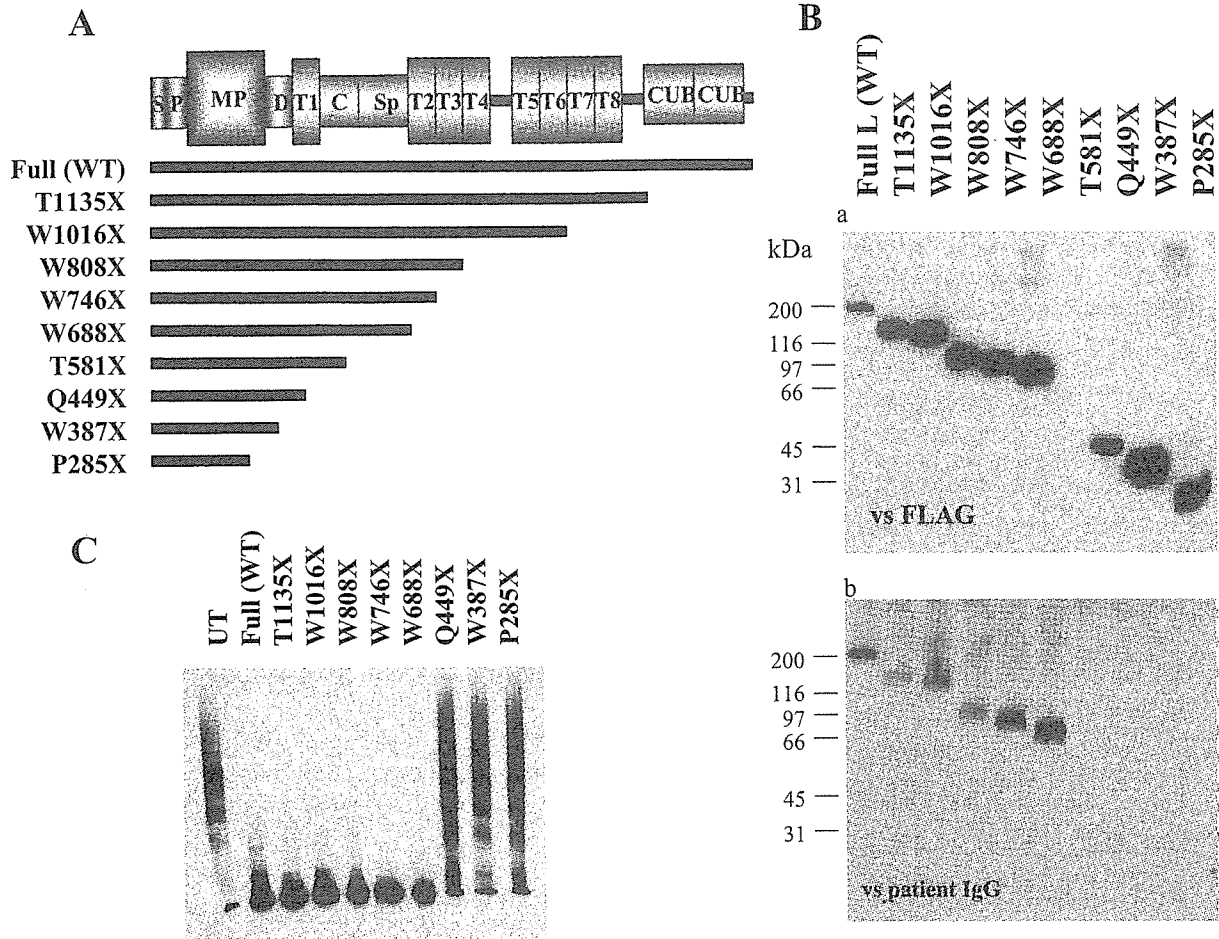 A
S P MP D T1 C Sp T2 T3 T4 T5 T6 T7 T8 CUB CUB
Full (WT)
T1135X
W1016X
W808X
W746X
W688X
T581X
Q449X
W387X
P285X
B
Full L (WT)
T1135X
W1016X
W808X
W746X
W688X
T581X
Q449X
W387X
P285X
a
kDa
200
116
97
66
45
31
vs FLAG
b
200
116
97
66
45
31
vs patient IgG
C
UT
Full (WT)
T1135X
W1016X
W808X
W746X
W688X
Q449X
W387X
P285X